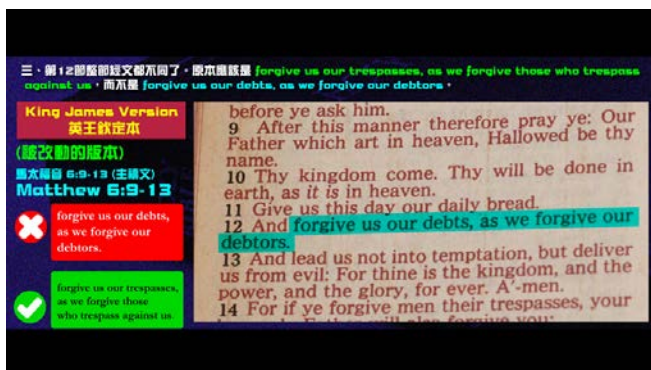 三、第12節整節經文都不同了,原本應該是 forgive us our trespasses, as we forgive those who trespass
against us,而不是 forgive us our debts, as we forgive our debtors。
King James Version
英王欽定本
(被改動的版本)
馬太福音 6:9-13 (主禱文)
Matthew 6:9-13
forgive us our debts,
as we forgive our
debtors.
forgive us our trespasses,
as we forgive those
who trespass against us
before ye ask him.
9 After this manner therefore pray ye: Our
Father which art in heaven, Hallowed be thy
name.
10 Thy kingdom come. Thy will be done in
earth, as it is in heaven.
11 Give us this day our daily bread.
12 And forgive us our debts, as we forgive our
debtors.
13 And lead us not into temptation, but deliver
us from evil: For thine is the kingdom, and the
power, and the glory, for ever. A'-men.
14 For if ye forgive men their trespasses, your
Father will also forgive you: